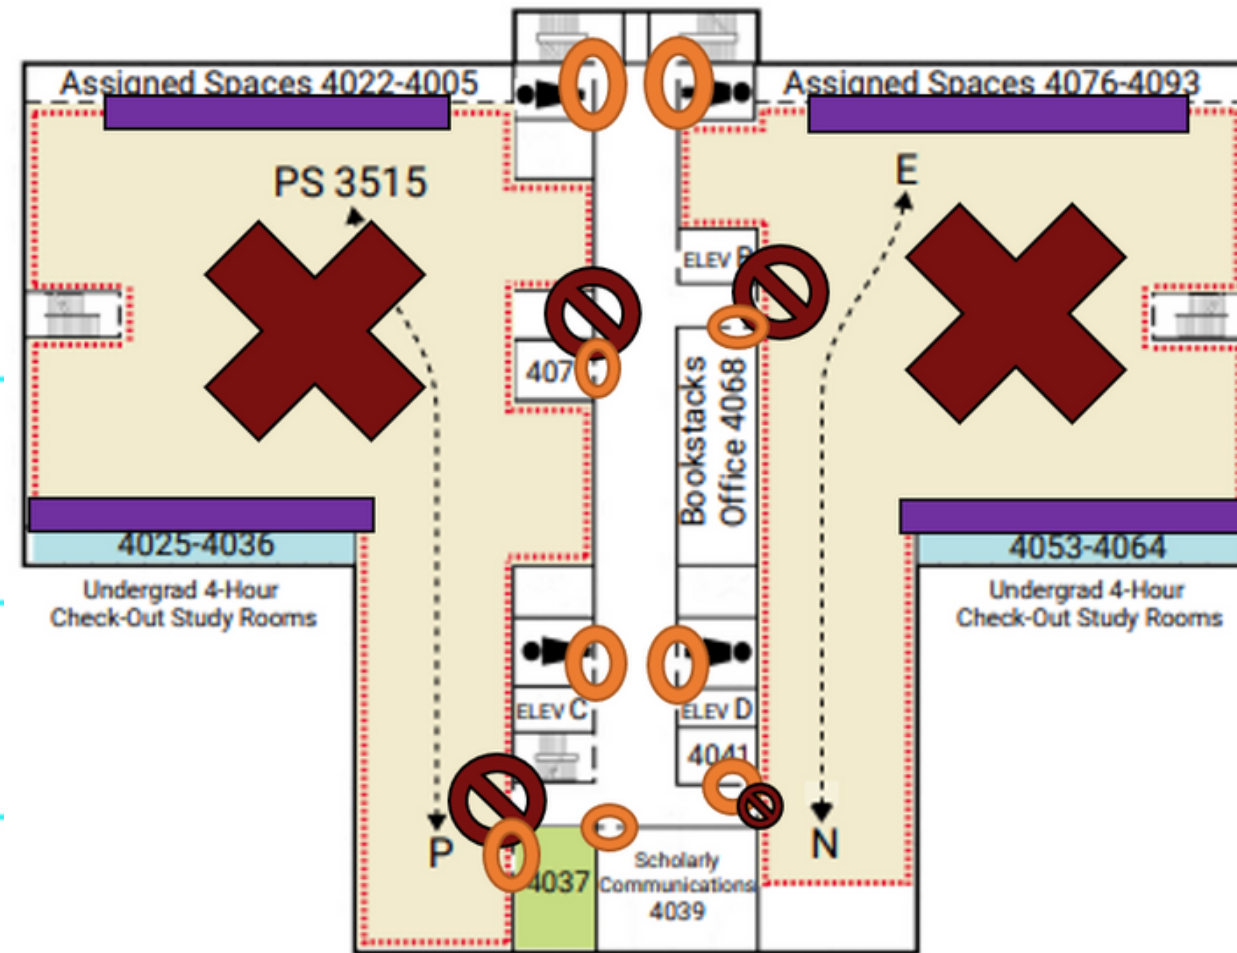 Assigned Spaces 4022-4005
Assigned Spaces 4076-4093
PS 3515
E
ELEV
407
Bookstacks
Office 4068
4025-4036
Undergrad 4-Hour
Check-Out Study Rooms
4053-4064
Undergrad 4-Hour
Check-Out Study Rooms
ELEV C
ELEV D
4041
P
N
4037
Scholarly
Communications
4039